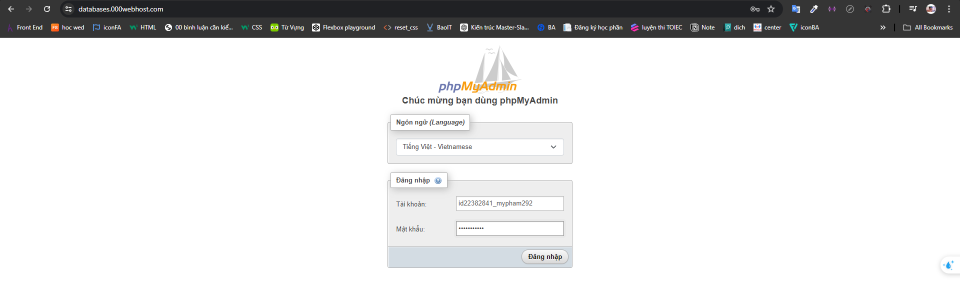 databases.000webhost.com
Front End
hoc wed
iconFA
HTML
00 bình luận cần kiế...
CSS
Từ Vựng
Flexbox playground
reset_css
BaoIT
Kiến trúc Master-Sla...
BA
Đăng ký học phần
luyện thi TOIEC
Note
dich
center
iconBA
»
All Bookmarks
phpMyAdmin
Chúc mừng bạn dùng phpMyAdmin
Ngôn ngữ (Language)
Tiếng Việt - Vietnamese
Đăng nhập
Tài khoản:
id22382841_mypham292
Mật khẩu:
•••••••••••
Đăng nhập